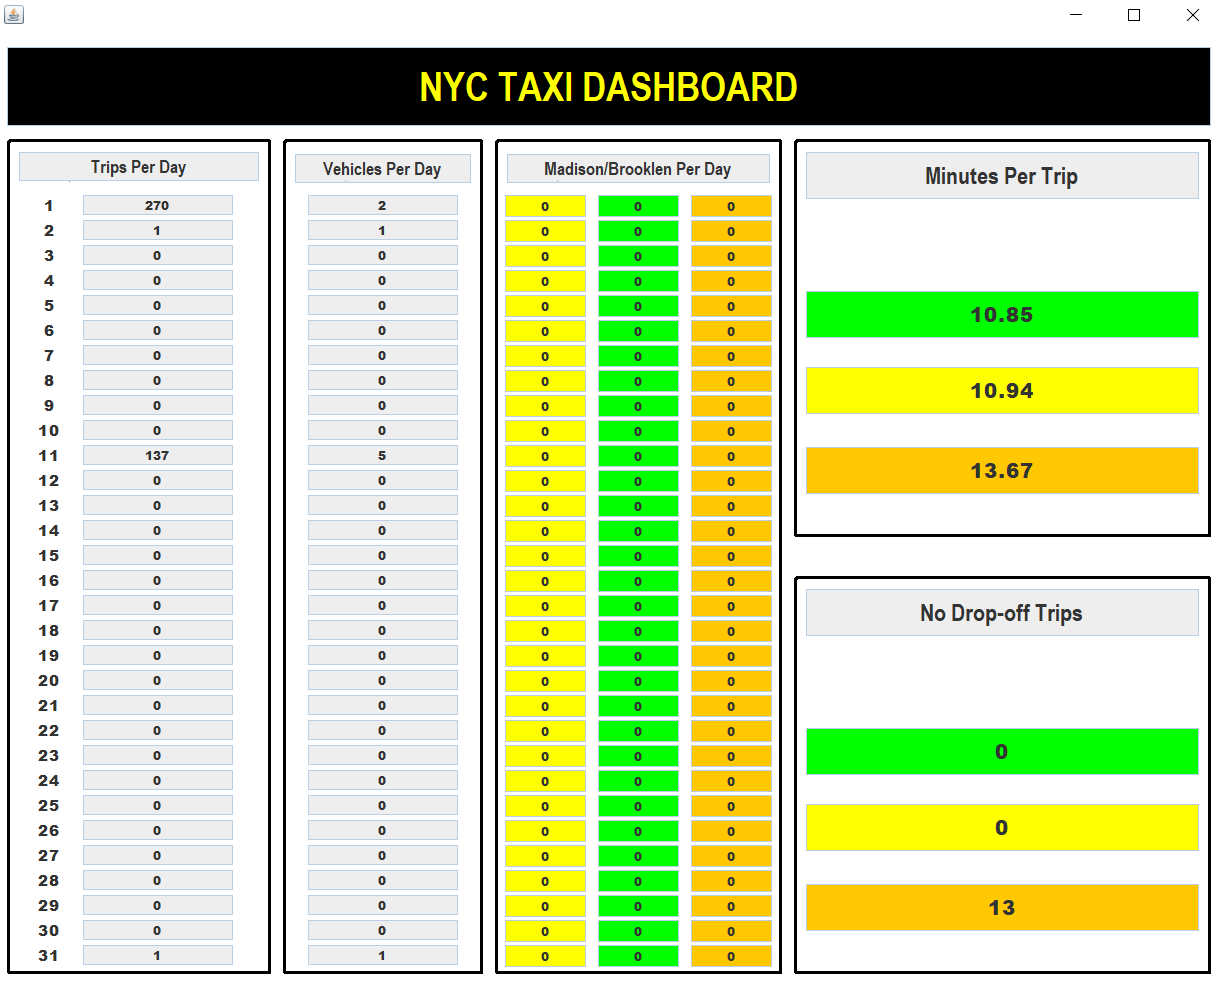 NYC TAXI DASHBOARD
Trips Per Day
Vehicles Per Day
Madison/Brooklen Per Day
1 270 2 0 0 0
2 1 1 0 0 0
3 0 0 0 0 0
4 0 0 0 0 0
5 0 0 0 0 0
6 0 0 0 0 0
7 0 0 0 0 0
8 0 0 0 0 0
9 0 0 0 0 0
10 0 0 0 0 0
11 137 5 0 0 0
12 0 0 0 0 0
13 0 0 0 0 0
14 0 0 0 0 0
15 0 0 0 0 0
16 0 0 0 0 0
17 0 0 0 0 0
18 0 0 0 0 0
19 0 0 0 0 0
20 0 0 0 0 0
21 0 0 0 0 0
22 0 0 0 0 0
23 0 0 0 0 0
24 0 0 0 0 0
25 0 0 0 0 0
26 0 0 0 0 0
27 0 0 0 0 0
28 0 0 0 0 0
29 0 0 0 0 0
30 0 0 0 0 0
31 1 1 0 0 0
Minutes Per Trip
10.85
10.94
13.67
No Drop-off Trips
0
0
13